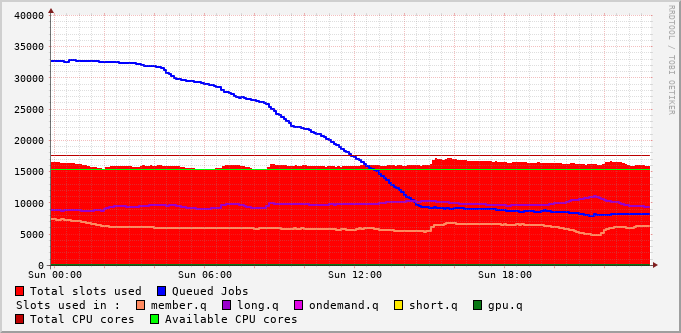 RRDTOOL / TOBI OETIKER
40000
35000
30000
25000
20000
15000
10000
5000
0
Sun 00:00 Sun 06:00 Sun 12:00 Sun 18:00
Total slots used Queued Jobs
Slots used in : member.q long.q ondemand.q short.q gpu.q
Total CPU cores Available CPU cores